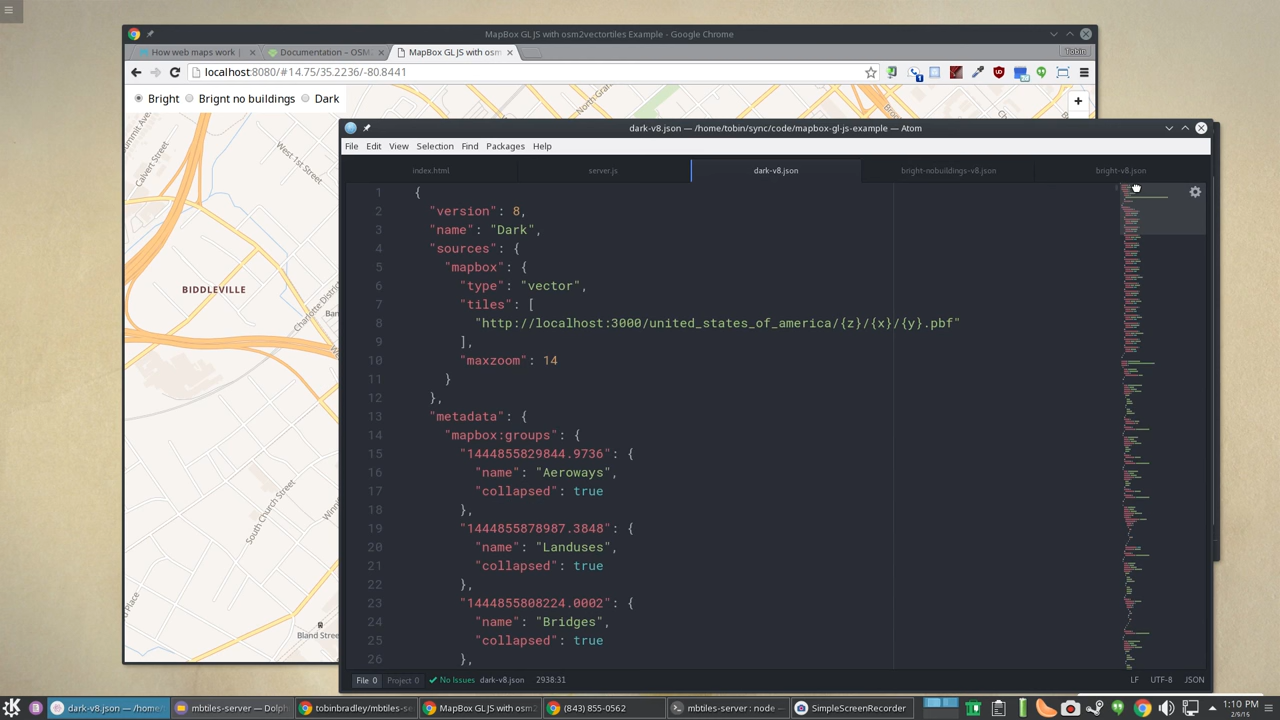 MapBox GL JS with osm2vectortiles Example - Google Chrome
How web maps work |
Documentation – OSM
MapBox GL JS with osm
Tobin
localhost:8080/#14.75/35.2236/-80.8441
Bright
Brignt no buildings
Dark
+
Calvert Street
West 1st Street
BIDDLEVILLE
South Church Street
Bland Stree
dark-v8.json — /home/tobin/sync/code/mapbox-gl-js-example — Atom
File Edit View Selection Find Packages Help
index.html
server.js
dark-v8.json
bright-nobuildings-v8.json
bright-v8.json
1 {
2 "version": 8,
3 "name": "Dark",
4 "sources": {
5 "mapbox": {
6 "type": "vector",
7 "tiles": [
8 "http://localhost:3000/united_states_of_america/{z}/{x}/{y}.pbf"
9 ],
10 "maxzoom": 14
11 }
12 },
13 "metadata": {
14 "mapbox:groups": {
15 "1444855829844.9736": {
16 "name": "Aeroways",
17 "collapsed": true
18 },
19 "1444855878987.3848": {
20 "name": "Landuses",
21 "collapsed": true
22 },
23 "1444855808224.0002": {
24 "name": "Bridges",
25 "collapsed": true
26 },
File 0
Project 0
No Issues
dark-v8.json
2938:31
LF
UTF-8
JSON
dark-v8.json — /home/
mbtiles-server — Dolph
tobinbradley/mbtiles-se
MapBox GL JS with osm2
(843) 855-0562
mbtiles-server : node —
SimpleScreenRecorder
1:10 PM
2/9/16